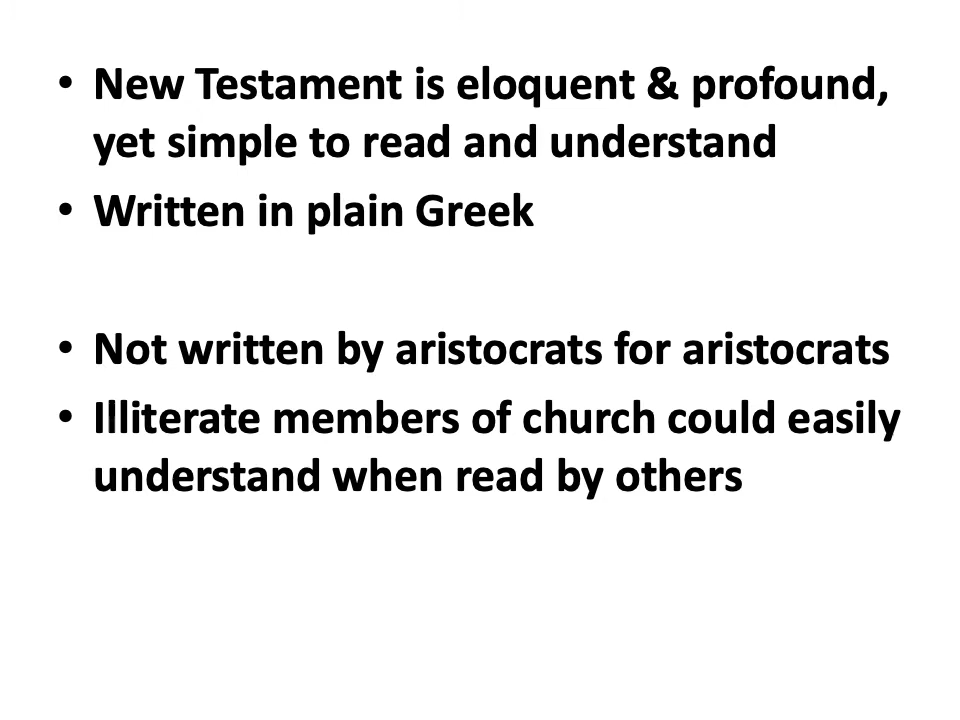 • New Testament is eloquent & profound,
yet simple to read and understand
• Written in plain Greek
• Not written by aristocrats for aristocrats
• Illiterate members of church could easily
understand when read by others